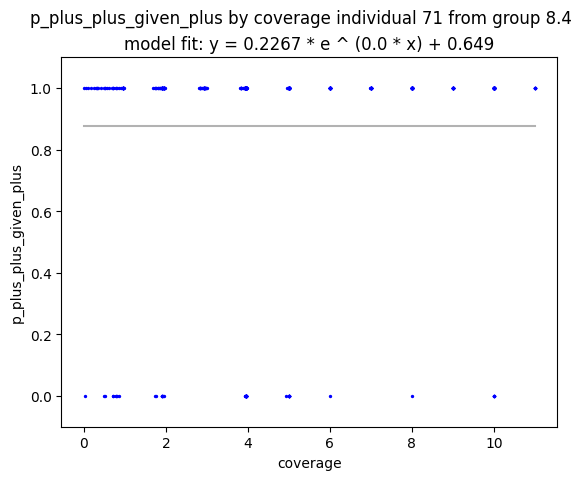 p_plus_plus_given_plus by coverage individual 71 from group 8.4
model fit: y = 0.2267 * e ^ (0.0 * x) + 0.649
1.0
0.8
0.6
0.4
0.2
0.0
p_plus_plus_given_plus
0 2 4 6 8 10
coverage